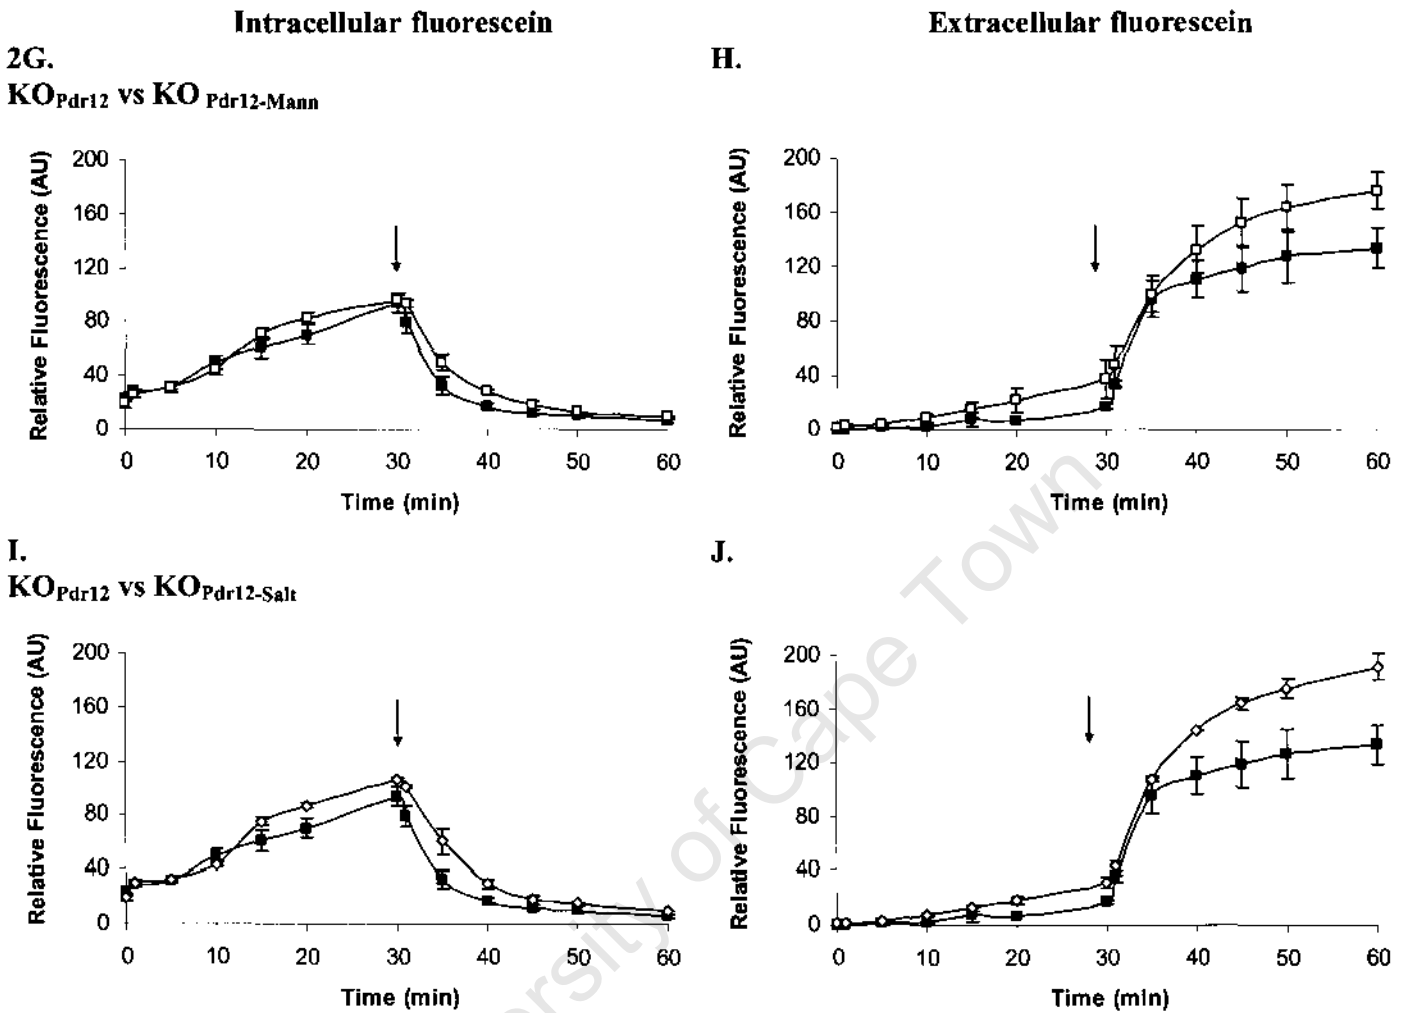 Intracellular fluorescein
Extracellular fluorescein
2G.
H.
KOPdr12 vs KO Pdr12-Mann
Relative Fluorescence (AU)
200
160
120
80
40
0
0 10 20 30 40 50 60
Time (min)
Relative Fluorescence (AU)
200
160
120
80
40
0
0 10 20 30 40 50 60
Time (min)
I.
J.
KOPdr12 vs KOPdr12-Salt
Relative Fluorescence (AU)
200
160
120
80
40
0
0 10 20 30 40 50 60
Time (min)
Relative Fluorescence (AU)
200
160
120
80
40
0
0 10 20 30 40 50 60
Time (min)
ersity of Cape Town